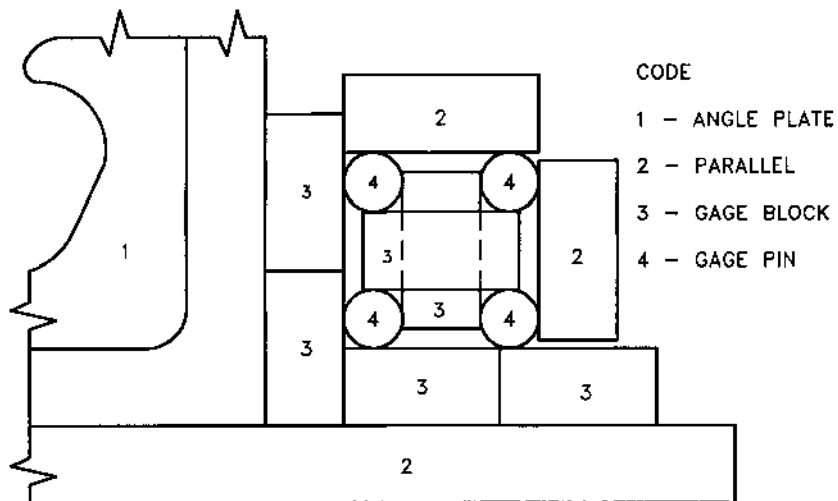 CODE
1 – ANGLE PLATE
2 – PARALLEL
3 – GAGE BLOCK
4 – GAGE PIN
2
4 4
3
3
2
1
4 3 4
3 3 3
2